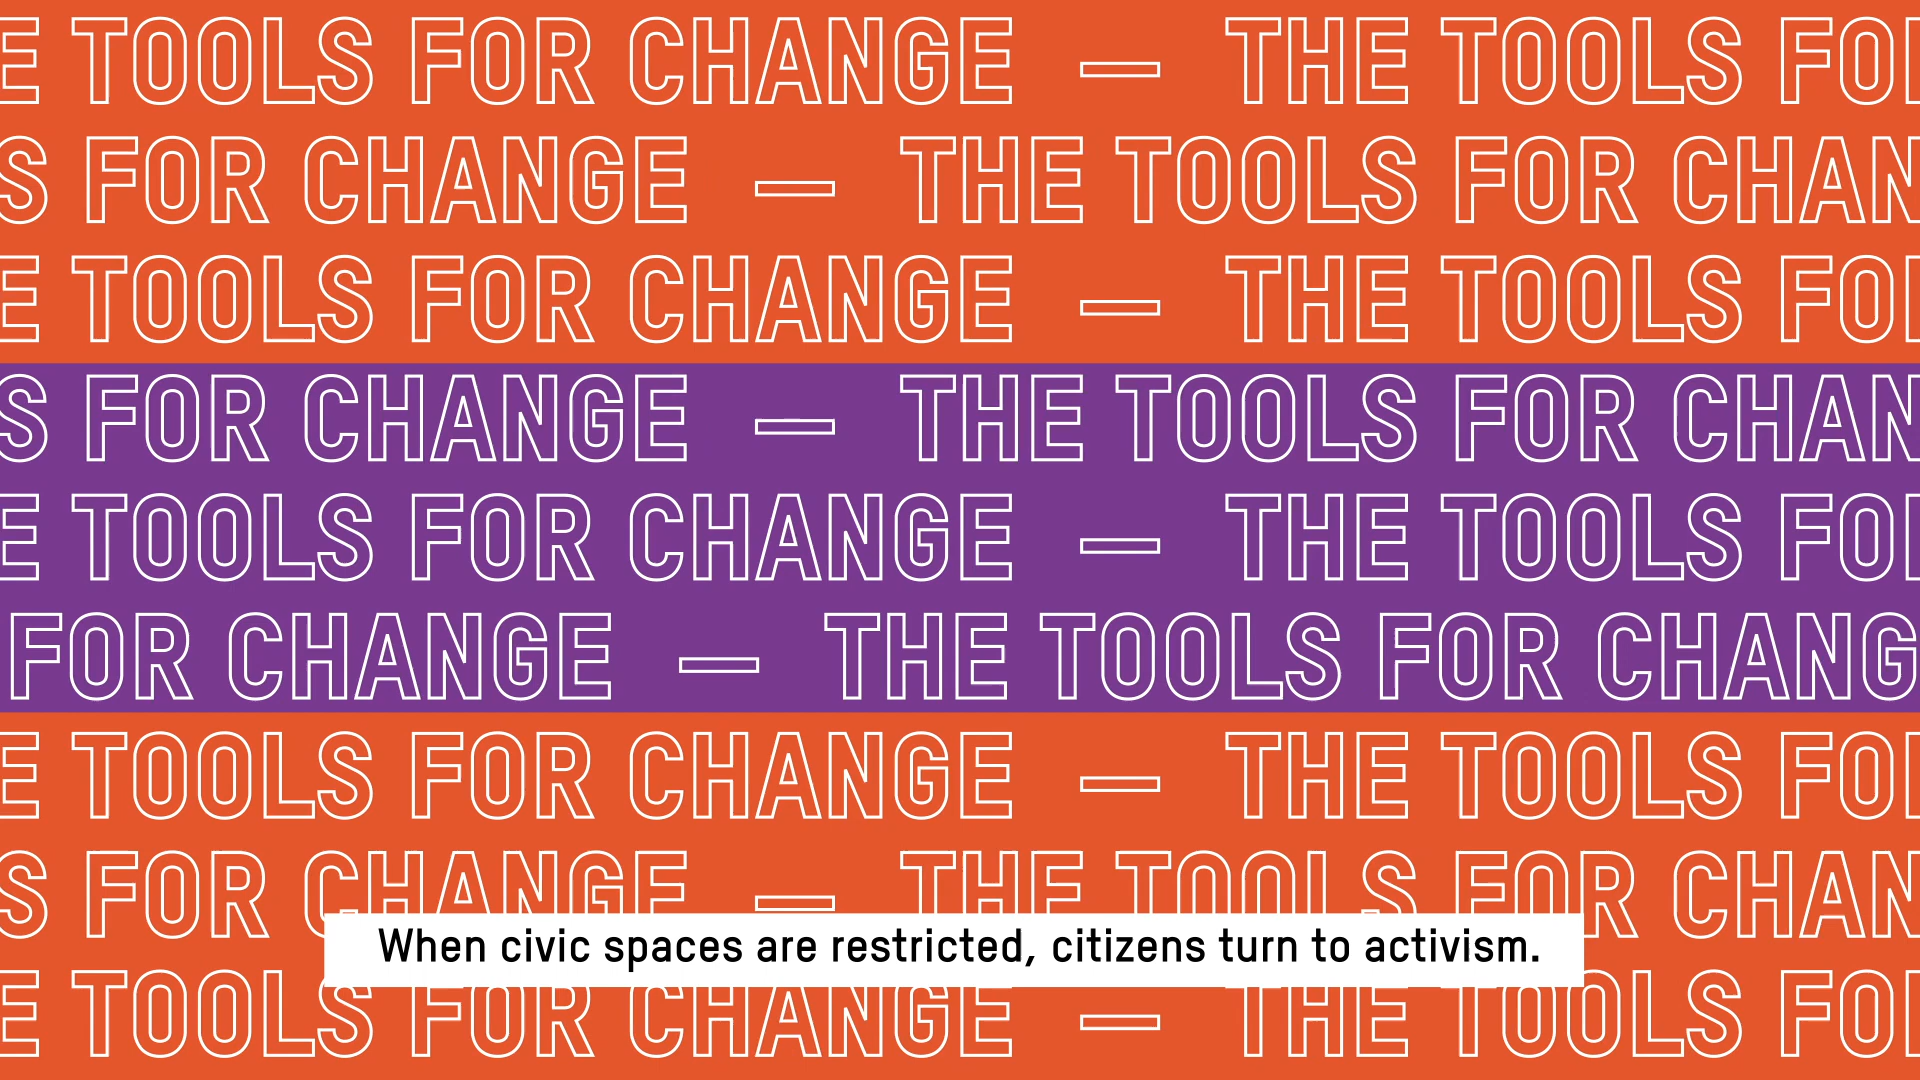 E TOOLS FOR CHANGE — THE TOOLS FO
S FOR CHANGE — THE TOOLS FOR CHAN
E TOOLS FOR CHANGE — THE TOOLS FO
S FOR CHANGE — THE TOOLS FOR CHAN
E TOOLS FOR CHANGE — THE TOOLS FO
FOR CHANGE — THE TOOLS FOR CHANG
E TOOLS FOR CHANGE — THE TOOLS FO
S FOR CHANGE — THE TOOLS FOR CHAN
When civic spaces are restricted, citizens turn to activism.
E TOOLS FOR CHANGE — THE TOOLS FO